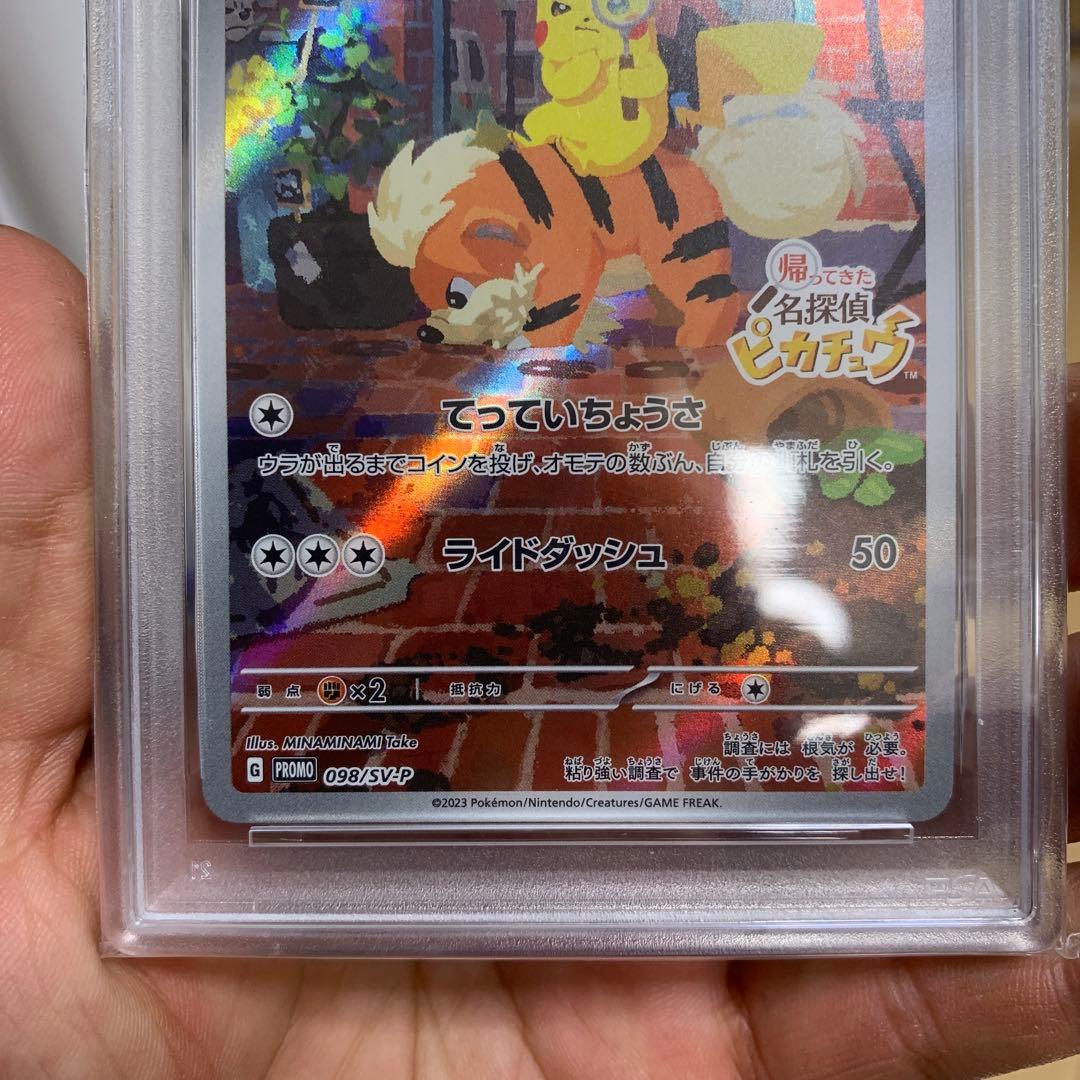 帰ってきた
名探偵
ピカチュウ
TM
てっていちょうさ
ウラが出るまでコインを投げ、オモテの数ぶん、自分の山札を引く。
ライドダッシュ 50
弱点 ×2 抵抗力 にげる
Illus. MINAMINAMI Take
調査には 根気が 必要。
粘り強い調査で 事件の手がかりを 探し出せ!
G PROMO 098/SV-P
©2023 Pokémon/Nintendo/Creatures/GAME FREAK.